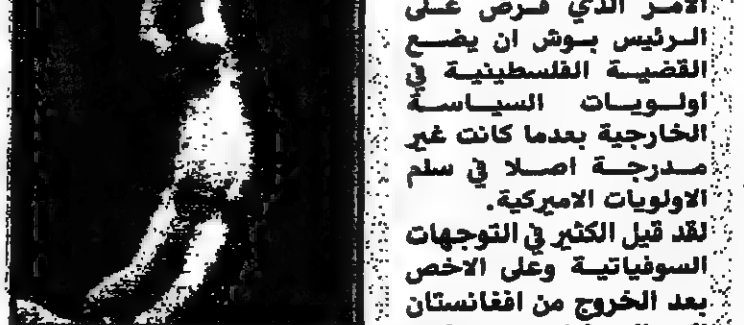 الامر الذي فرض على
الرئيس بوش ان يضع
القضية الفلسطينية في
اولويات السياسة
الخارجية بعدما كانت غير
مدرجة اصلا في سلم
الاولويات الاميركية.
لقد قيل الكثير في التوجهات
السوفياتية وعلى الاخص
بعد الخروج من افغانستان